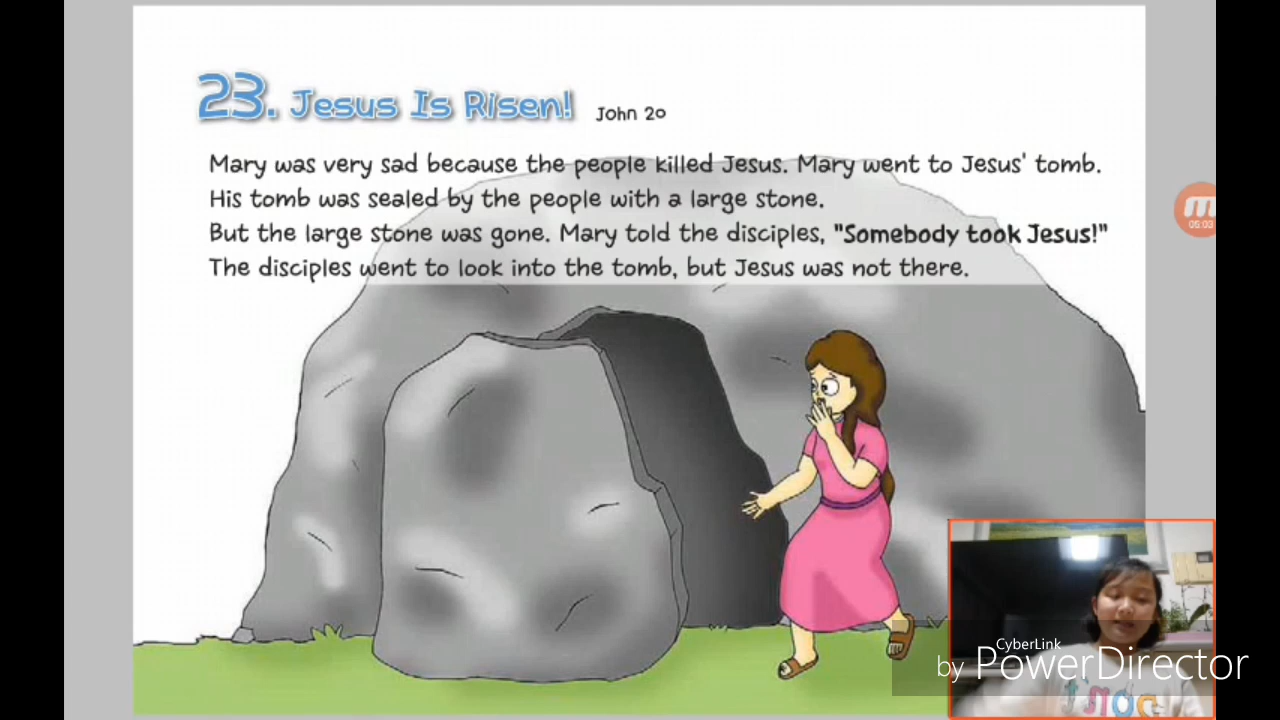 23. Jesus Is Risen! John 20
Mary was very sad because the people killed Jesus. Mary went to Jesus' tomb.
His tomb was sealed by the people with a large stone.
But the large stone was gone. Mary told the disciples, "Somebody took Jesus!"
The disciples went to look into the tomb, but Jesus was not there.
05:03
CyberLink
by PowerDirector